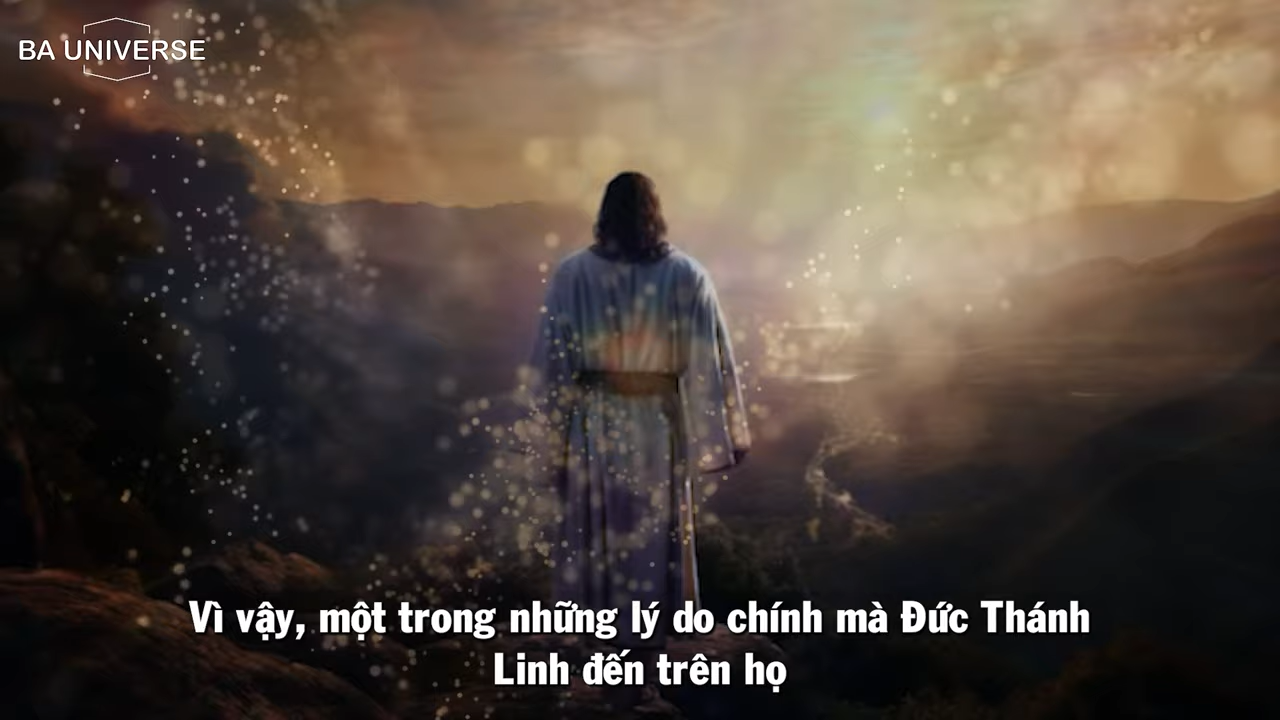 BA UNIVERSE
Vì vậy, một trong những lý do chính mà Đức Thánh
Linh đến trên họ